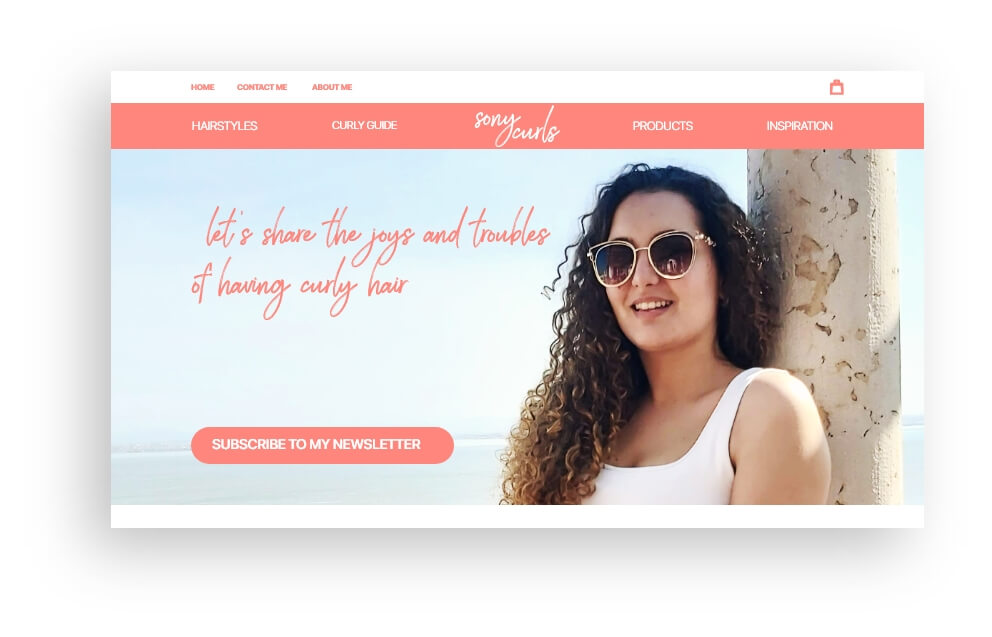 HOME CONTACT ME ABOUT ME
HAIRSTYLES CURLY GUIDE sony curls PRODUCTS INSPIRATION
let's share the joys and troubles
of having curly hair
SUBSCRIBE TO MY NEWSLETTER